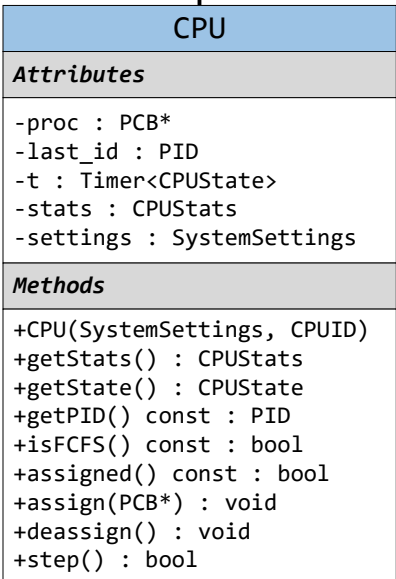 CPU
Attributes
-proc : PCB*
-last_id : PID
-t : Timer<CPUState>
-stats : CPUStats
-settings : SystemSettings
Methods
+CPU(SystemSettings, CPUID)
+getStats() : CPUStats
+getState() : CPUState
+getPID() const : PID
+isFCFS() const : bool
+assigned() const : bool
+assign(PCB*) : void
+deassign() : void
+step() : bool